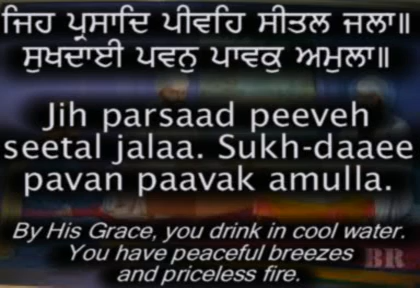 ਜਿਹ ਪ੍ਰਸਾਦਿ ਪੀਵਹਿ ਸੀਤਲ ਜਲਾ॥
ਸੁਖਦਾਈ ਪਵਨੁ ਪਾਵਕੁ ਅਮੁਲਾ॥
Jih parsaad peeveh
seetal jalaa. Sukh-daaee
pavan paavak amulla.
By His Grace, you drink in cool water.
You have peaceful breezes
and priceless fire.
BR